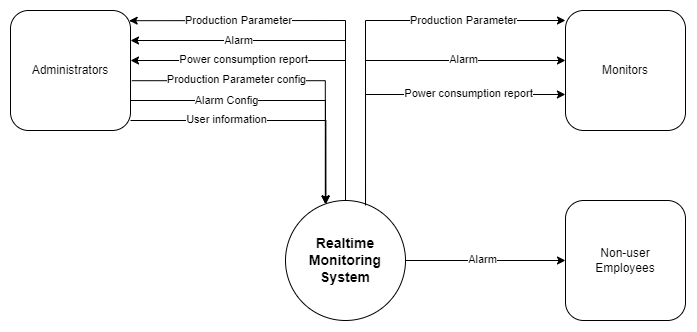 Production Parameter
Alarm
Power consumption report
Production Parameter config
Alarm Config
User information
Administrators
Production Parameter
Alarm
Power consumption report
Monitors
Realtime
Monitoring
System
Alarm
Non-user
Employees